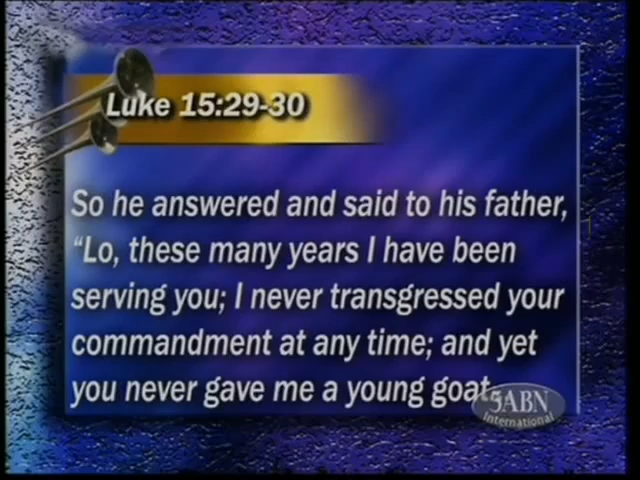 Luke 15:29-30
So he answered and said to his father,
“Lo, these many years I have been
serving you; I never transgressed your
commandment at any time; and yet
you never gave me a young goat
5ABN
International